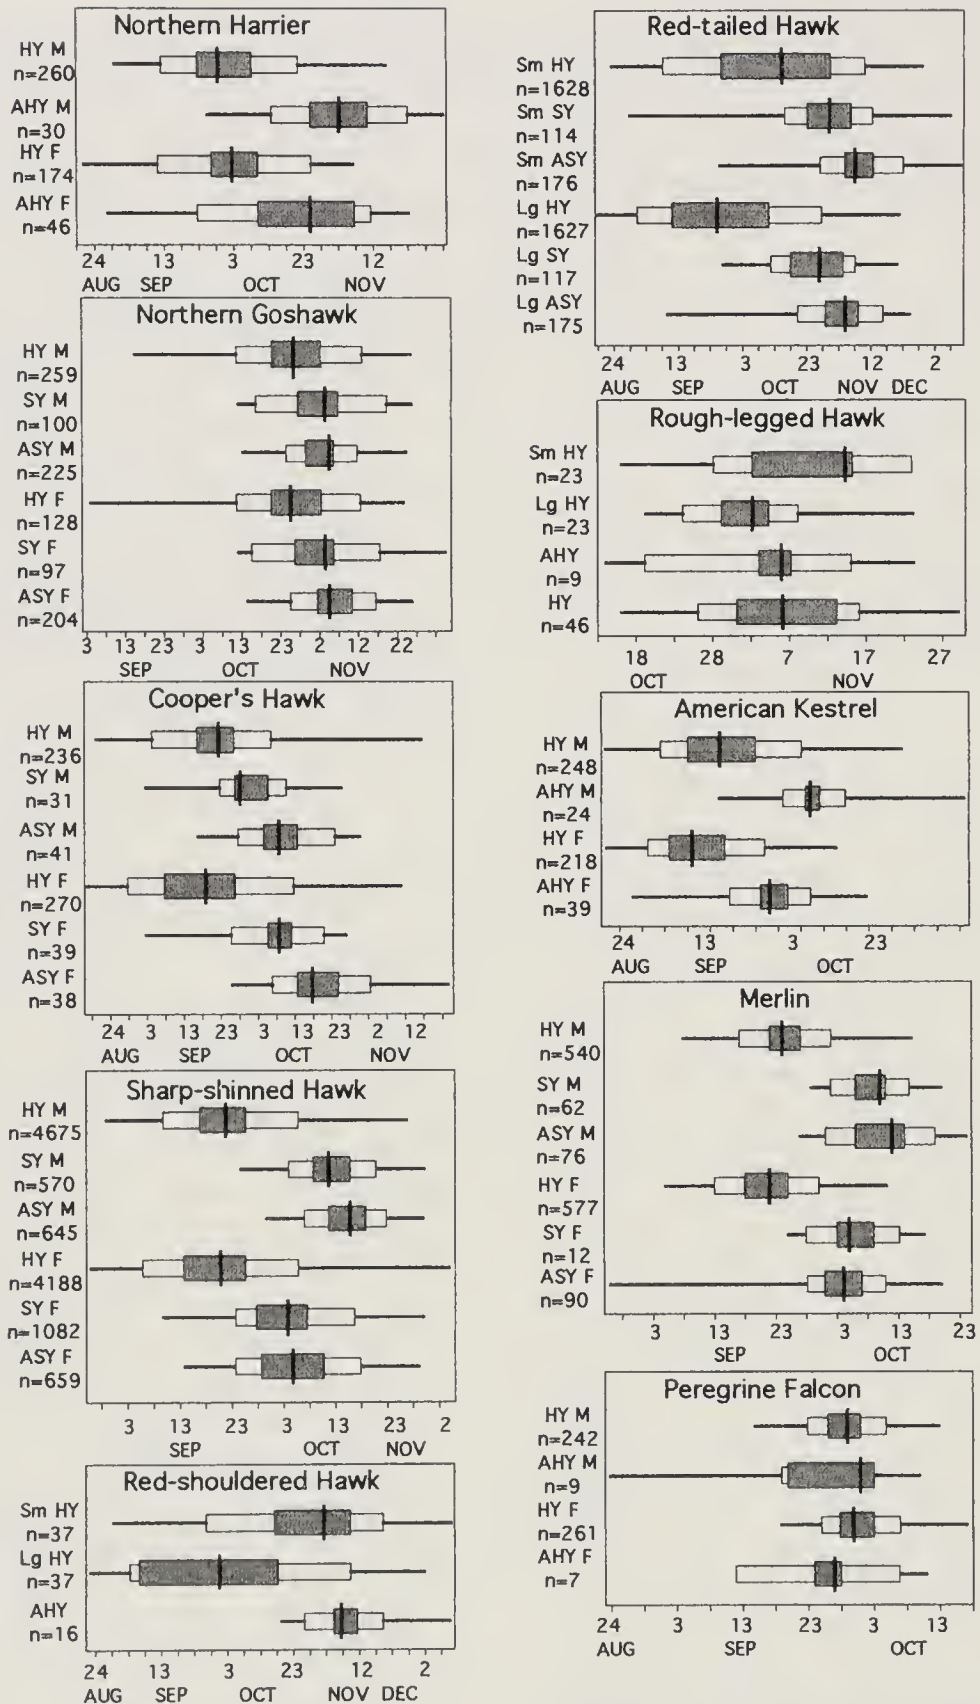 Northern Harrier
HY M
n=260
AHY M
n=30
HY F
n=174
AHY F
n=46
24 13 3 23 12
AUG SEP OCT NOV
Northern Goshawk
HY M
n=259
SY M
n=100
ASY M
n=225
HY F
n=128
SY F
n=97
ASY F
n=204
3 13 23 3 13 23 2 12 22
SEP OCT NOV
Cooper's Hawk
HY M
n=236
SY M
n=31
ASY M
n=41
HY F
n=270
SY F
n=39
ASY F
n=38
24 3 13 23 3 13 23 2 12
AUG SEP OCT NOV
Sharp-shinned Hawk
HY M
n=4675
SY M
n=570
ASY M
n=645
HY F
n=4188
SY F
n=1082
ASY F
n=659
3 13 23 3 13 23 2
SEP OCT NOV
Red-shouldered Hawk
Sm HY
n=37
Lg HY
n=37
AHY
n=16
24 13 3 23 12 2
AUG SEP OCT NOV DEC
Red-tailed Hawk
Sm HY
n=1628
Sm SY
n=114
Sm ASY
n=176
Lg HY
n=1627
Lg SY
n=117
Lg ASY
n=175
24 13 3 23 12 2
AUG SEP OCT NOV DEC
Rough-legged Hawk
Sm HY
n=23
Lg HY
n=23
AHY
n=9
HY
n=46
18 28 7 17 27
OCT NOV
American Kestrel
HY M
n=248
AHY M
n=24
HY F
n=218
AHY F
n=39
24 13 3 23
AUG SEP OCT
Merlin
HY M
n=540
SY M
n=62
ASY M
n=76
HY F
n=577
SY F
n=12
ASY F
n=90
3 13 23 3 13 23
SEP OCT
Peregrine Falcon
HY M
n=242
AHY M
n=9
HY F
n=261
AHY F
n=7
24 3 13 23 3 13
AUG SEP OCT